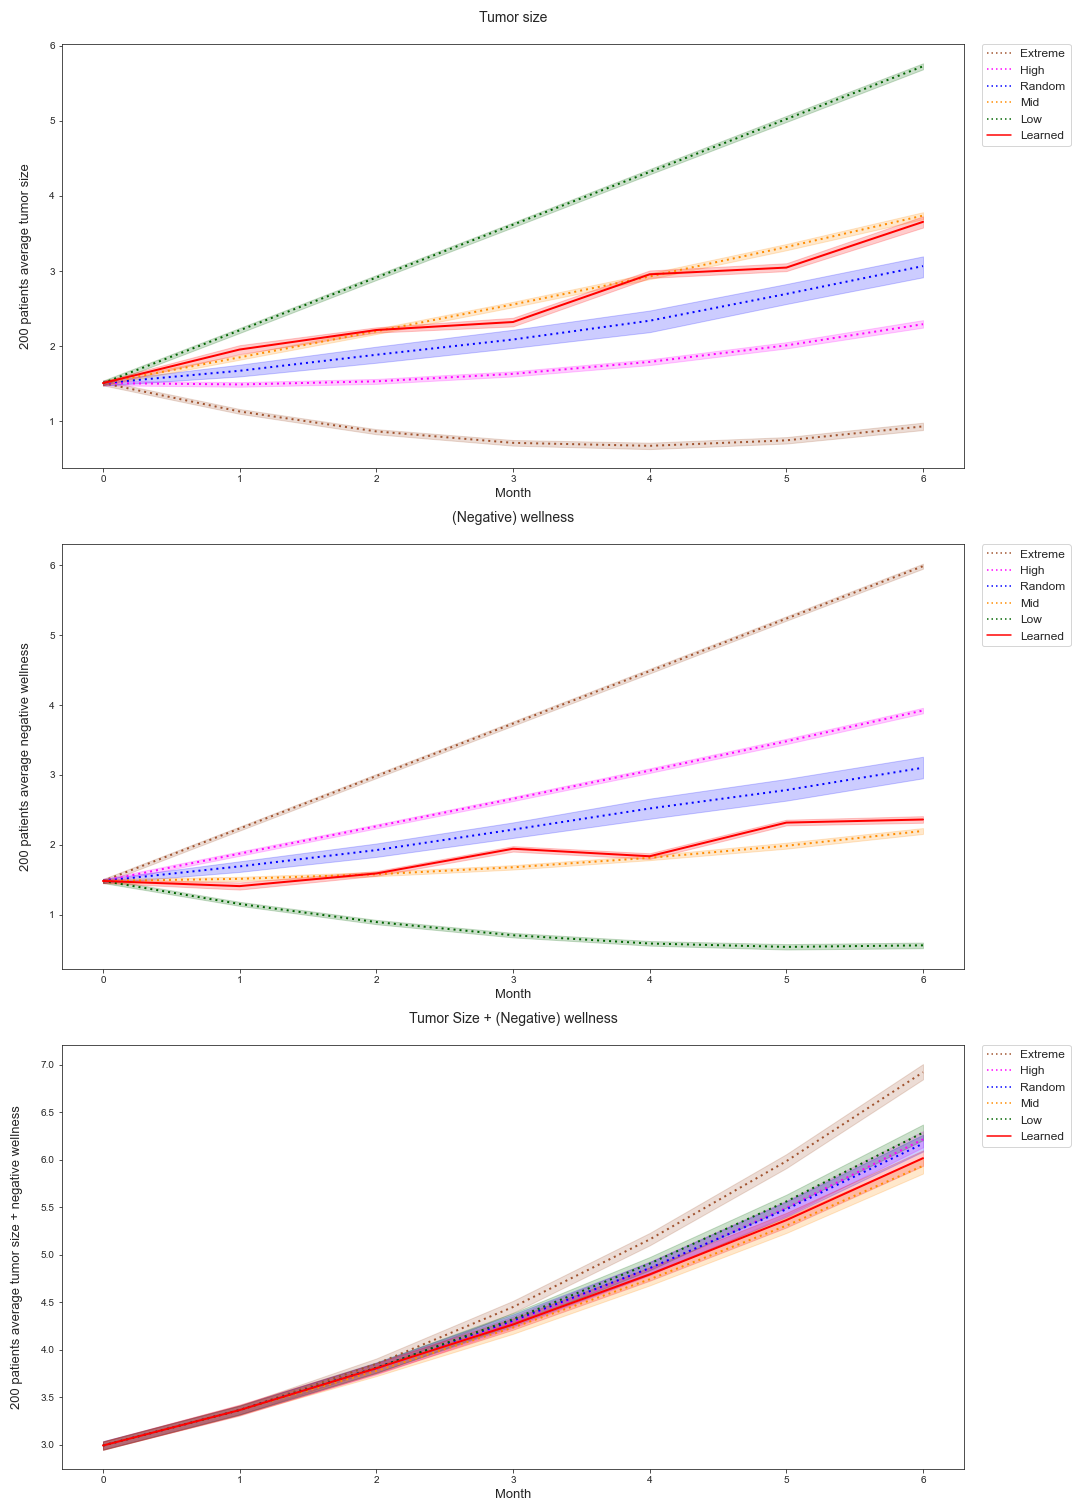 Tumor size
6
5
4
3
2
1
200 patients average tumor size
0 1 2 3 4 5 6
Month
Extreme
High
Random
Mid
Low
Learned
(Negative) wellness
6
5
4
3
2
1
200 patients average negative wellness
0 1 2 3 4 5 6
Month
Extreme
High
Random
Mid
Low
Learned
Tumor Size + (Negative) wellness
7.0
6.5
6.0
5.5
5.0
4.5
4.0
3.5
3.0
200 patients average tumor size + negative wellness
0 1 2 3 4 5 6
Month
Extreme
High
Random
Mid
Low
Learned